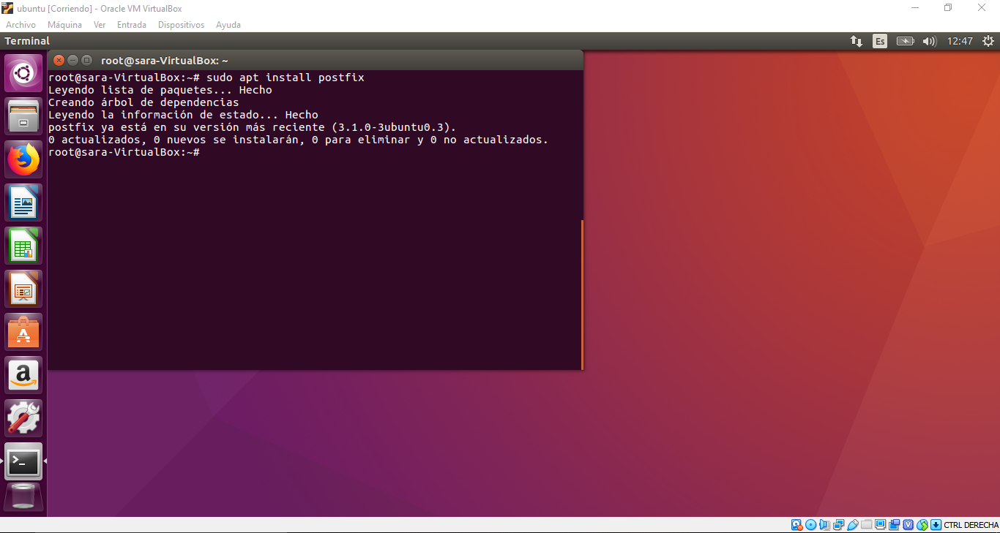 ubuntu [Corriendo] - Oracle VM VirtualBox
Archivo Máquina Ver Entrada Dispositivos Ayuda
Terminal
Es
12:47
root@sara-VirtualBox: ~
root@sara-VirtualBox:~# sudo apt install postfix
Leyendo lista de paquetes... Hecho
Creando árbol de dependencias
Leyendo la información de estado... Hecho
postfix ya está en su versión más reciente (3.1.0-3ubuntu0.3).
0 actualizados, 0 nuevos se instalarán, 0 para eliminar y 0 no actualizados.
root@sara-VirtualBox:~#
CTRL DERECHA